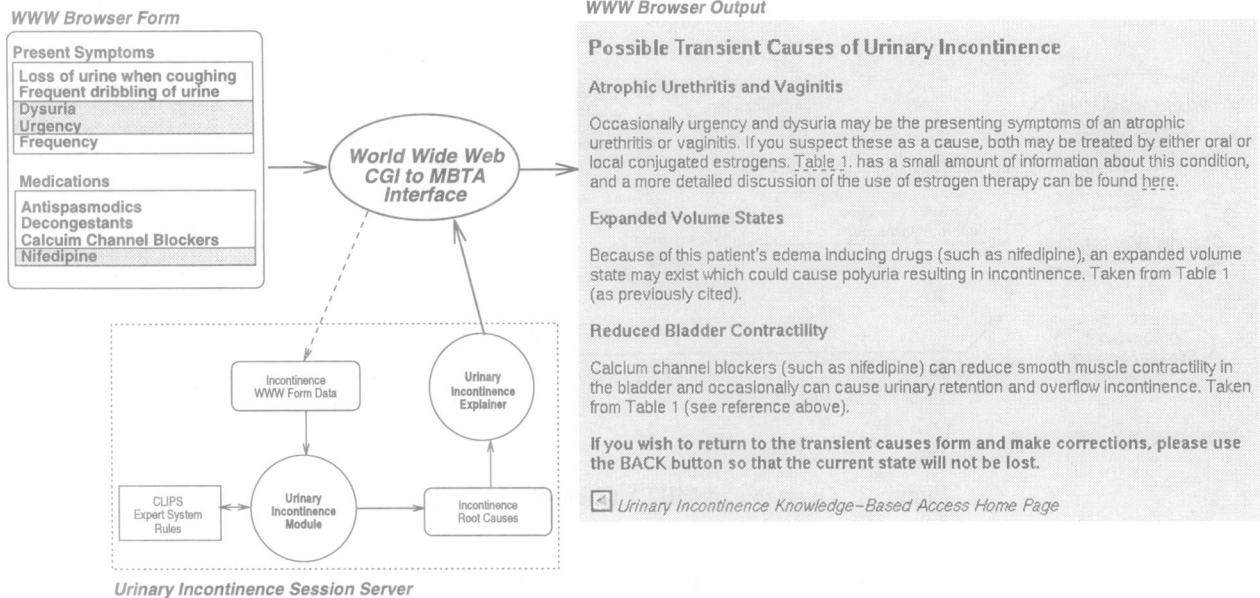 WWW Browser Form
Present Symptoms
Loss of urine when coughing
Frequent dribbling of urine
Dysuria
Urgency
Frequency
Medications
Antispasmodics
Decongestants
Calcuim Channel Blockers
Nifedipine
World Wide Web
CGI to MBTA
Interface
Incontinence
WWW Form Data
Urinary
Incontinence
Explainer
CLIPS
Expert System
Rules
Urinary
Incontinence
Module
Incontinence
Root Causes
Urinary Incontinence Session Server
WWW Browser Output
Possible Transient Causes of Urinary Incontinence
Atrophic Urethritis and Vaginitis
Occasionally urgency and dysuria may be the presenting symptoms of an atrophic
urethritis or vaginitis. If you suspect these as a cause, both may be treated by either oral or
local conjugated estrogens. Table 1. has a small amount of information about this condition,
and a more detailed discussion of the use of estrogen therapy can be found here.
Expanded Volume States
Because of this patient's edema inducing drugs (such as nifedipine), an expanded volume
state may exist which could cause polyuria resulting in incontinence. Taken from Table 1
(as previously cited).
Reduced Bladder Contractility
Calcium channel blockers (such as nifedipine) can reduce smooth muscle contractility in
the bladder and occasionally can cause urinary retention and overflow incontinence. Taken
from Table 1 (see reference above).
If you wish to return to the transient causes form and make corrections, please use
the BACK button so that the current state will not be lost.
Urinary Incontinence Knowledge-Based Access Home Page